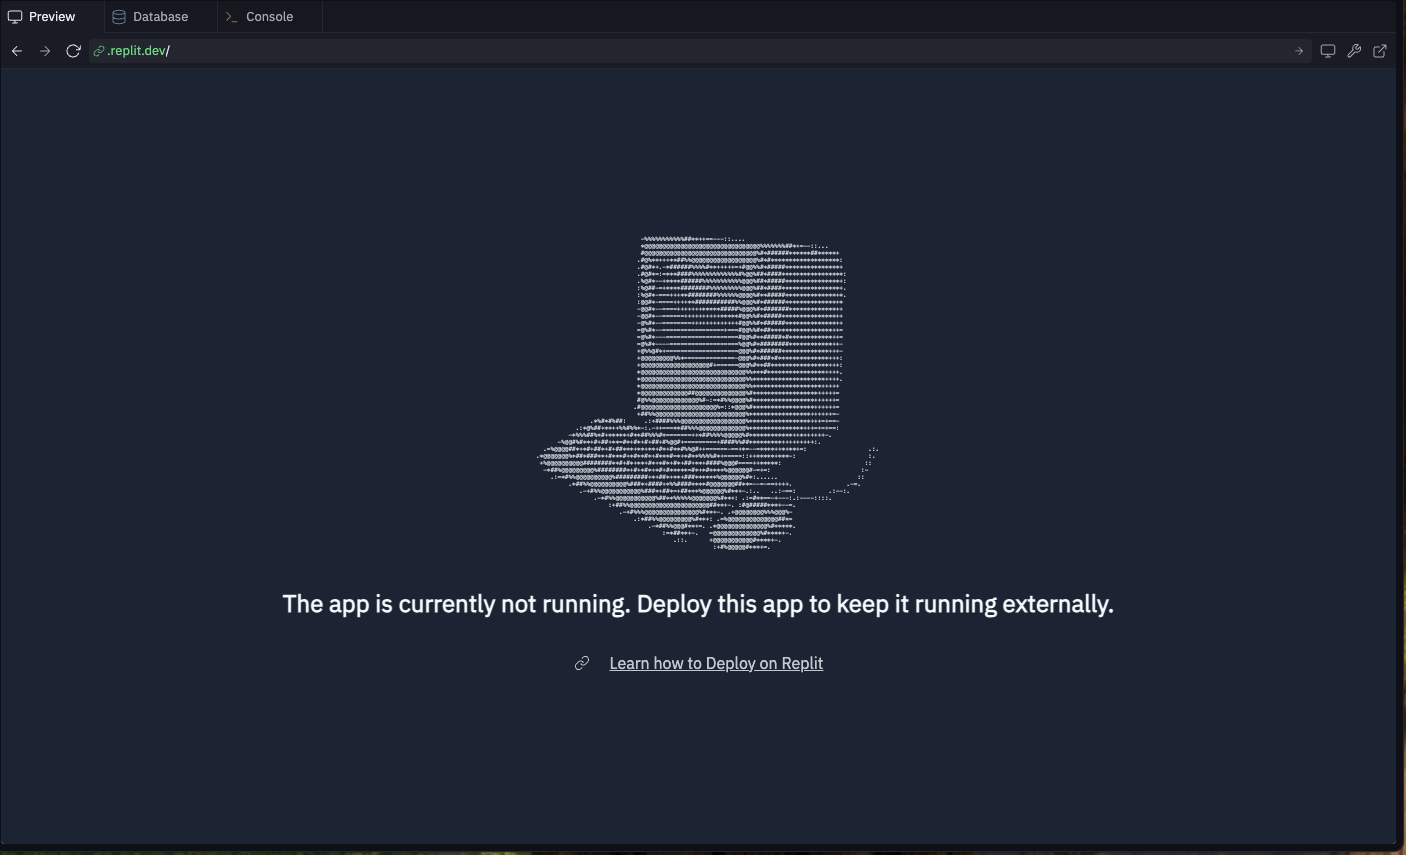 Preview
Database
Console
.replit.dev/
The app is currently not running. Deploy this app to keep it running externally.
Learn how to Deploy on Replit